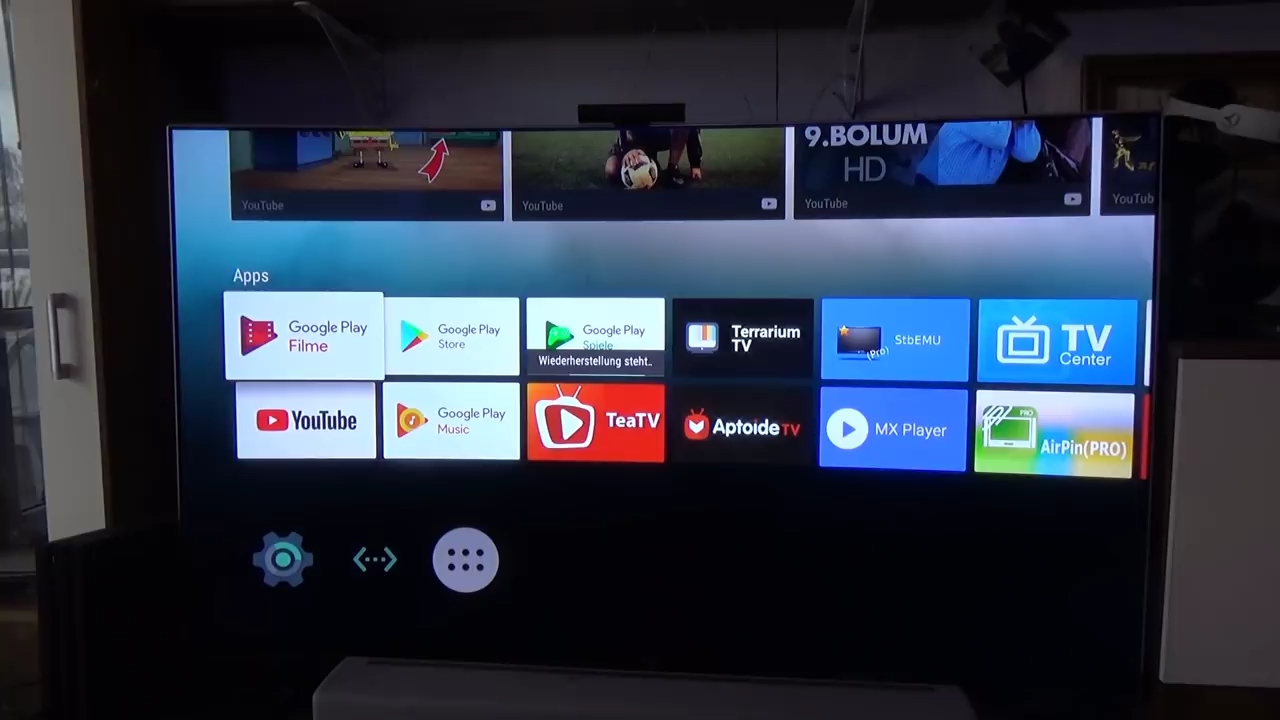 9.BOLUM
HD
YouTube
YouTube
YouTube
YouTub
Apps
Google Play
Filme
Google Play
Store
Google Play
Spiele
Wiederherstellung steht..
Terrarium
TV
(Pro)
StbEMU
TV
Center
YouTube
Google Play
Music
TeaTV
Aptoide TV
MX Player
PRO
AirPin(PRO)